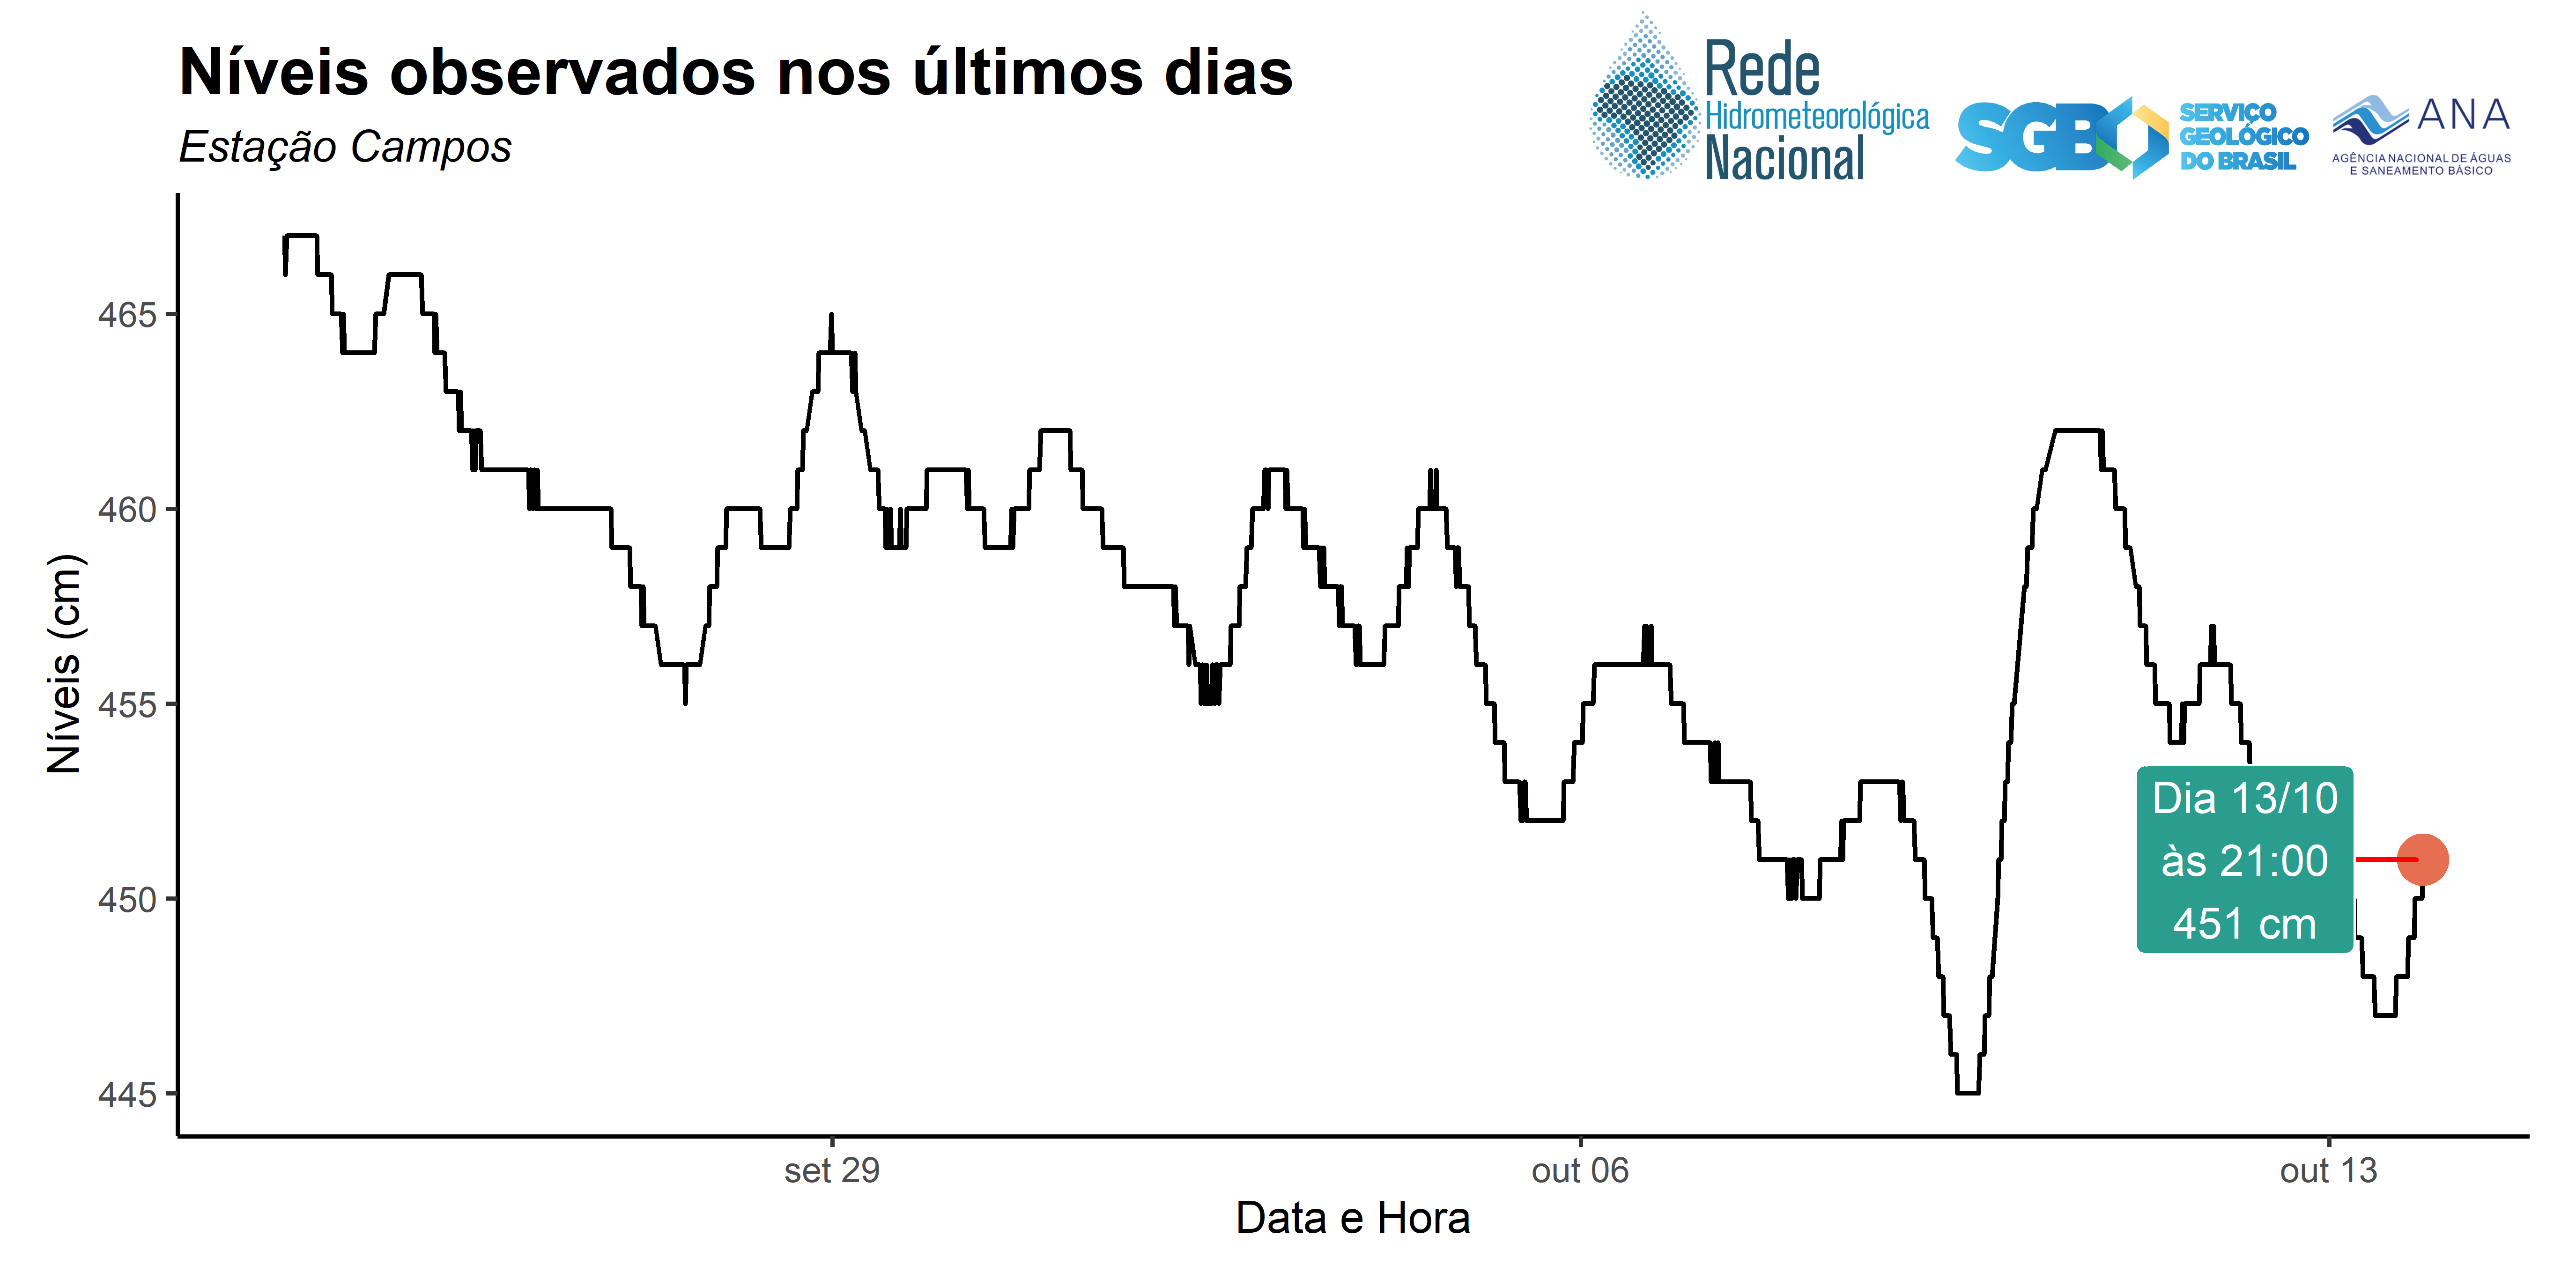 Níveis observados nos últimos dias
Estação Campos
Rede
Hidrometeorológica
Nacional
SGB
SERVIÇO
GEOLÓGICO
DO BRASIL
ANA
AGÊNCIA NACIONAL DE ÁGUAS
E SANEAMENTO BÁSICO
Níveis (cm)
465
460
455
450
445
Dia 13/10
às 21:00
451 cm
set 29
out 06
out 13
Data e Hora